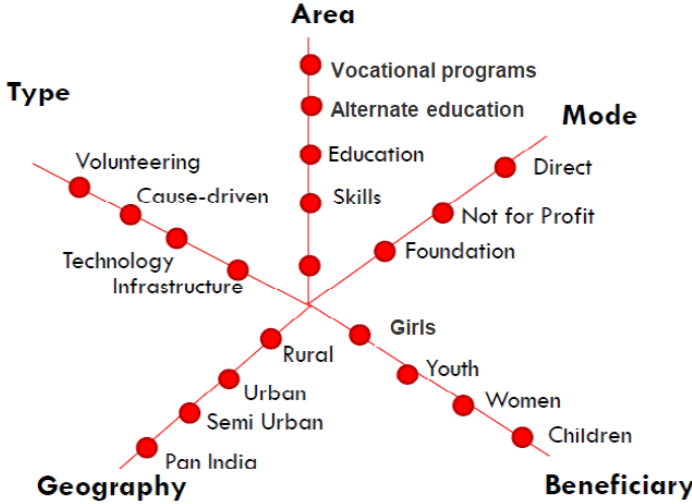 Area
Vocational programs
Type
Alternate education
Mode
Volunteering
Education
Direct
Cause-driven
Skills
Not for Profit
Technology
Foundation
Infrastructure
Girls
Rural
Youth
Urban
Women
Semi Urban
Children
Pan India
Geography
Beneficiary